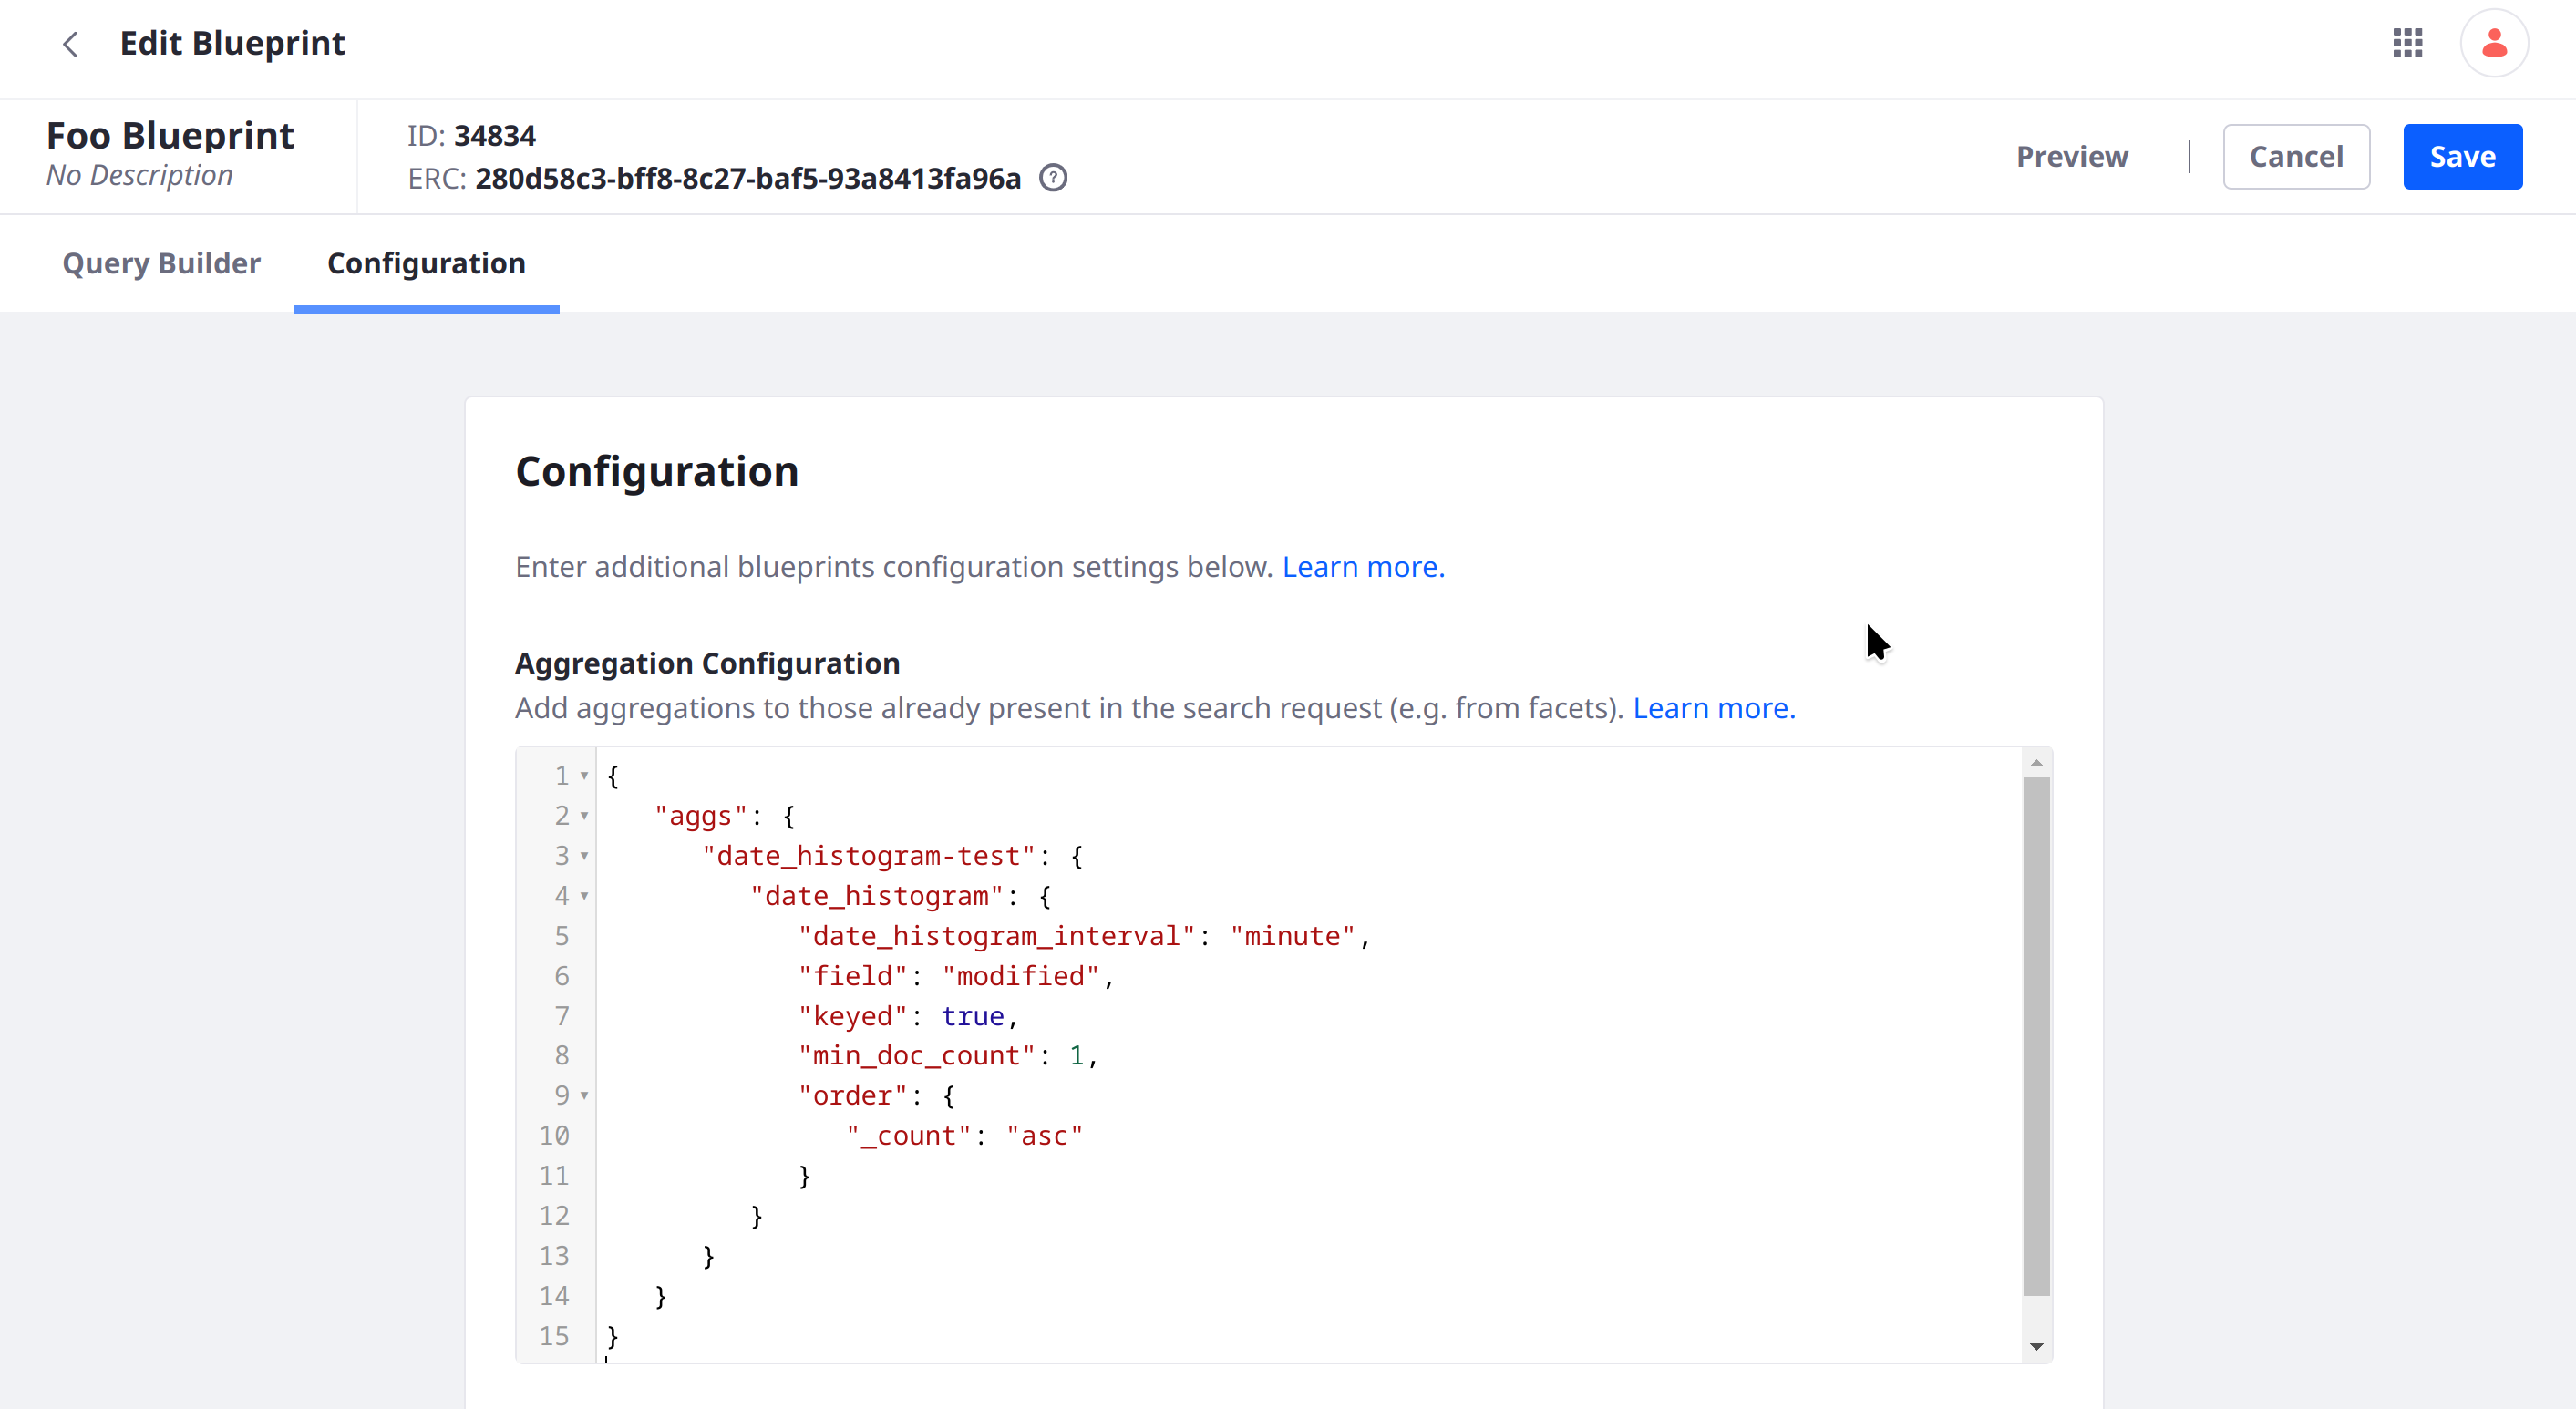 Edit Blueprint
Foo Blueprint
No Description
ID: 34834
ERC: 280d58c3-bff8-8c27-baf5-93a8413fa96a ?
Preview | Cancel Save
Query Builder Configuration
Configuration
Enter additional blueprints configuration settings below. Learn more.
Aggregation Configuration
Add aggregations to those already present in the search request (e.g. from facets). Learn more.
1 {
2 "aggs": {
3 "date_histogram-test": {
4 "date_histogram": {
5 "date_histogram_interval": "minute",
6 "field": "modified",
7 "keyed": true,
8 "min_doc_count": 1,
9 "order": {
10 "_count": "asc"
11 }
12 }
13 }
14 }
15 }